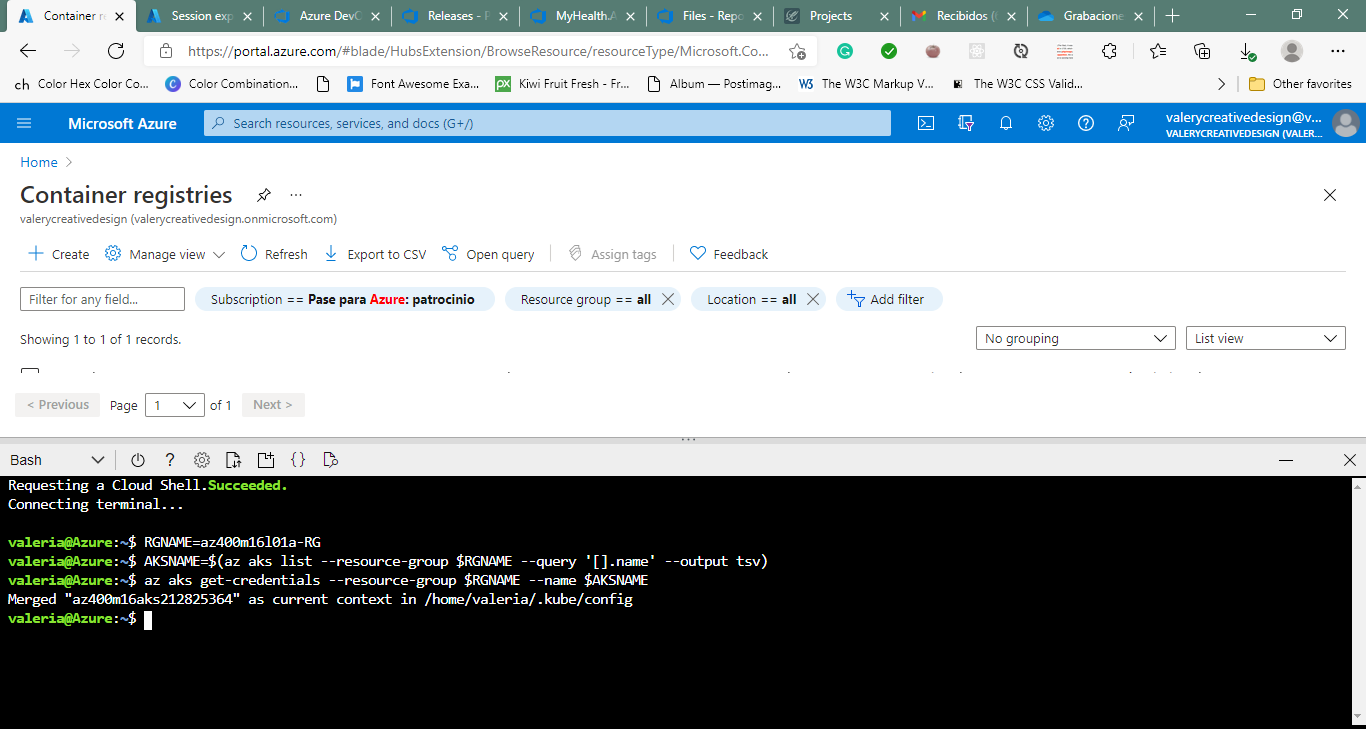 Container re
Session exp
Azure DevO
Releases - P
MyHealth.A
Files - Repo
Projects
Recibidos (
Grabacione
https://portal.azure.com/#blade/HubsExtension/BrowseResource/resourceType/Microsoft.Co...
ch Color Hex Color Co...
C Color Combination...
Font Awesome Exa...
px Kiwi Fruit Fresh - Fr...
Album — Postimag...
W3 The W3C Markup V...
The W3C CSS Valid...
Other favorites
Microsoft Azure
Search resources, services, and docs (G+/)
valerycreativedesign@v...
VALERYCREATIVEDESIGN (VALER...
Home >
Container registries
valerycreativedesign (valerycreativedesign.onmicrosoft.com)
Create Manage view Refresh Export to CSV Open query Assign tags Feedback
Filter for any field...
Subscription == Pase para Azure: patrocinio
Resource group == all
Location == all
Add filter
Showing 1 to 1 of 1 records.
No grouping
List view
< Previous Page 1 of 1 Next >
Bash
Requesting a Cloud Shell.Succeeded.
Connecting terminal...
valeria@Azure:~$ RGNAME=az400m16l01a-RG
valeria@Azure:~$ AKSNAME=$(az aks list --resource-group $RGNAME --query '[].name' --output tsv)
valeria@Azure:~$ az aks get-credentials --resource-group $RGNAME --name $AKSNAME
Merged "az400m16aks212825364" as current context in /home/valeria/.kube/config
valeria@Azure:~$